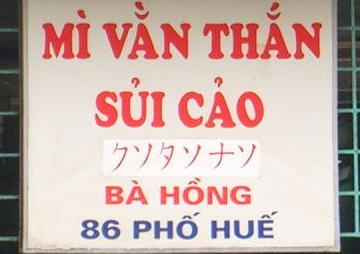 MÌ VẰN THẮN
SỦI CẢO
クソタソナソ
BÀ HỒNG
86 PHỐ HUẾ